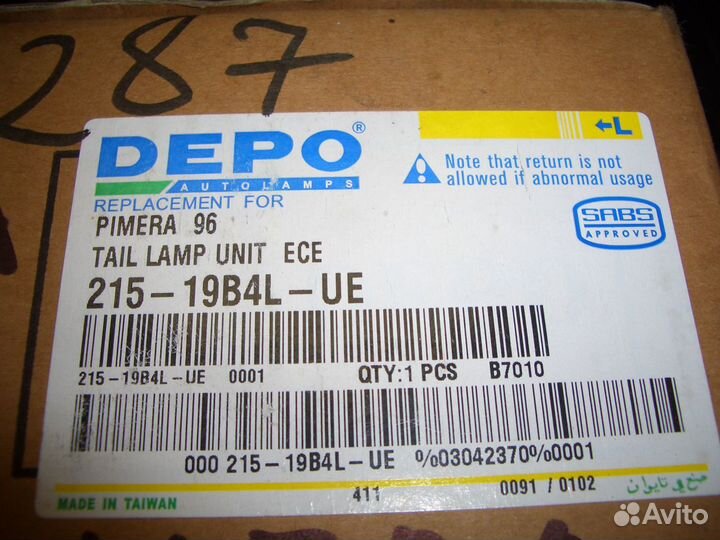 287
DEPO®
AUTOLAMPS
←L
Note that return is not
allowed if abnormal usage
REPLACEMENT FOR
PIMERA 96
TAIL LAMP UNIT ECE
SABS
APPROVED
215-19B4L-UE
215-19B4L-UE 0001 QTY:1 PCS B7010
000 215-19B4L-UE %03042370%0001
411 0091 / 0102
MADE IN TAIWAN
صنع في تايوان
Avito